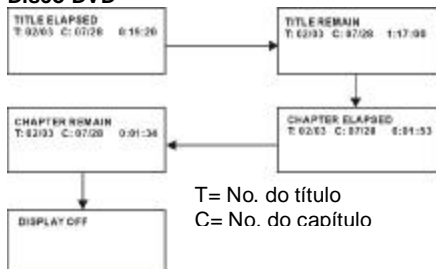 Disco DVD
TITLE ELAPSED
T: 02/03 C: 07/28 0:15:20
TITLE REMAIN
T: 02/03 C: 07/28 1:17:00
CHAPTER REMAIN
T: 02/03 C: 07/28 0:01:34
CHAPTER ELAPSED
T: 02/03 C: 07/28 0:01:53
DISPLAY OFF
T= No. do título
C= No. do capítulo